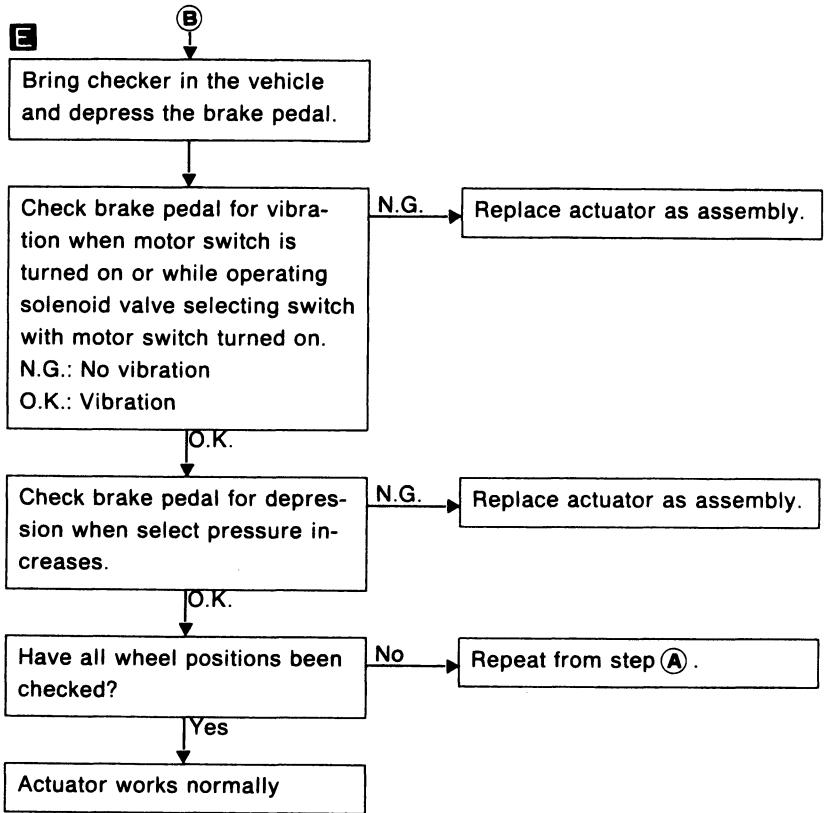 B
E
Bring checker in the vehicle
and depress the brake pedal.
Check brake pedal for vibra-
tion when motor switch is
turned on or while operating
solenoid valve selecting switch
with motor switch turned on.
N.G.: No vibration
O.K.: Vibration
N.G.
Replace actuator as assembly.
O.K.
Check brake pedal for depres-
sion when select pressure in-
creases.
N.G.
Replace actuator as assembly.
O.K.
Have all wheel positions been
checked?
No
Repeat from step A.
Yes
Actuator works normally